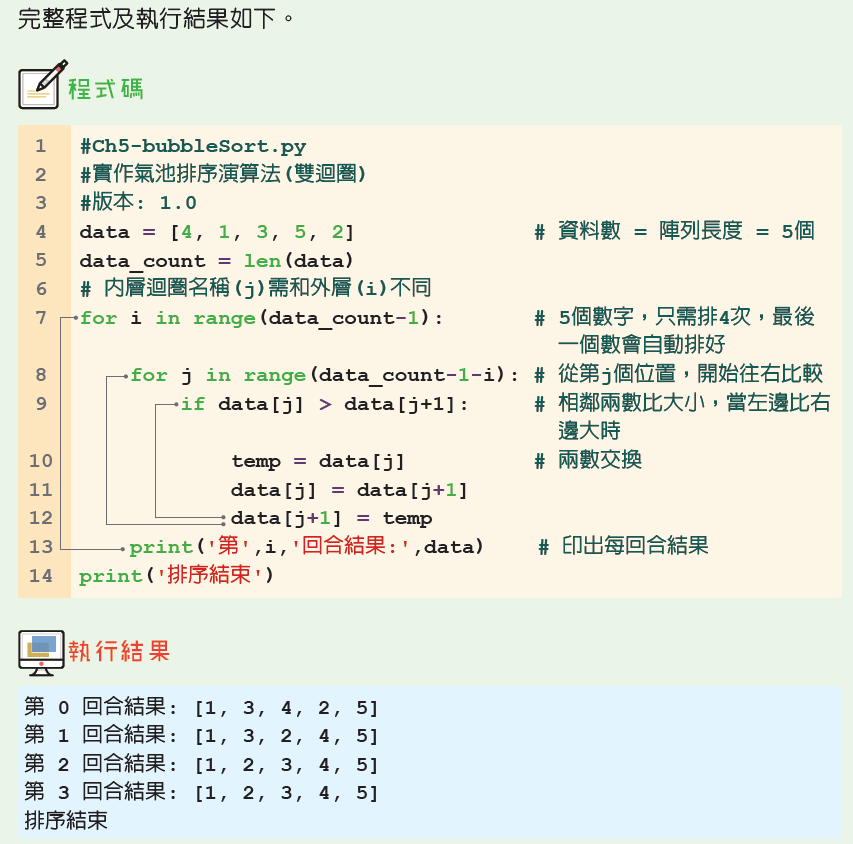 完整程式及執行結果如下。
程式碼
1 #Ch5-bubbleSort.py
2 #實作氣池排序演算法(雙迴圈)
3 #版本: 1.0
4 data = [4, 1, 3, 5, 2] # 資料數 = 陣列長度 = 5個
5 data_count = len(data)
6 # 內層迴圈名稱(j)需和外層(i)不同
7 for i in range(data_count-1): # 5個數字，只需排4次，最後
一個數會自動排好
8 for j in range(data_count-1-i): # 從第j個位置，開始往右比較
9 if data[j] > data[j+1]: # 相鄰兩數比大小，當左邊比右
邊大時
10 temp = data[j] # 兩數交換
11 data[j] = data[j+1]
12 data[j+1] = temp
13 print('第',i,'回合結果:',data) # 印出每回合結果
14 print('排序結束')
執行結果
第 0 回合結果: [1, 3, 4, 2, 5]
第 1 回合結果: [1, 3, 2, 4, 5]
第 2 回合結果: [1, 2, 3, 4, 5]
第 3 回合結果: [1, 2, 3, 4, 5]
排序結束